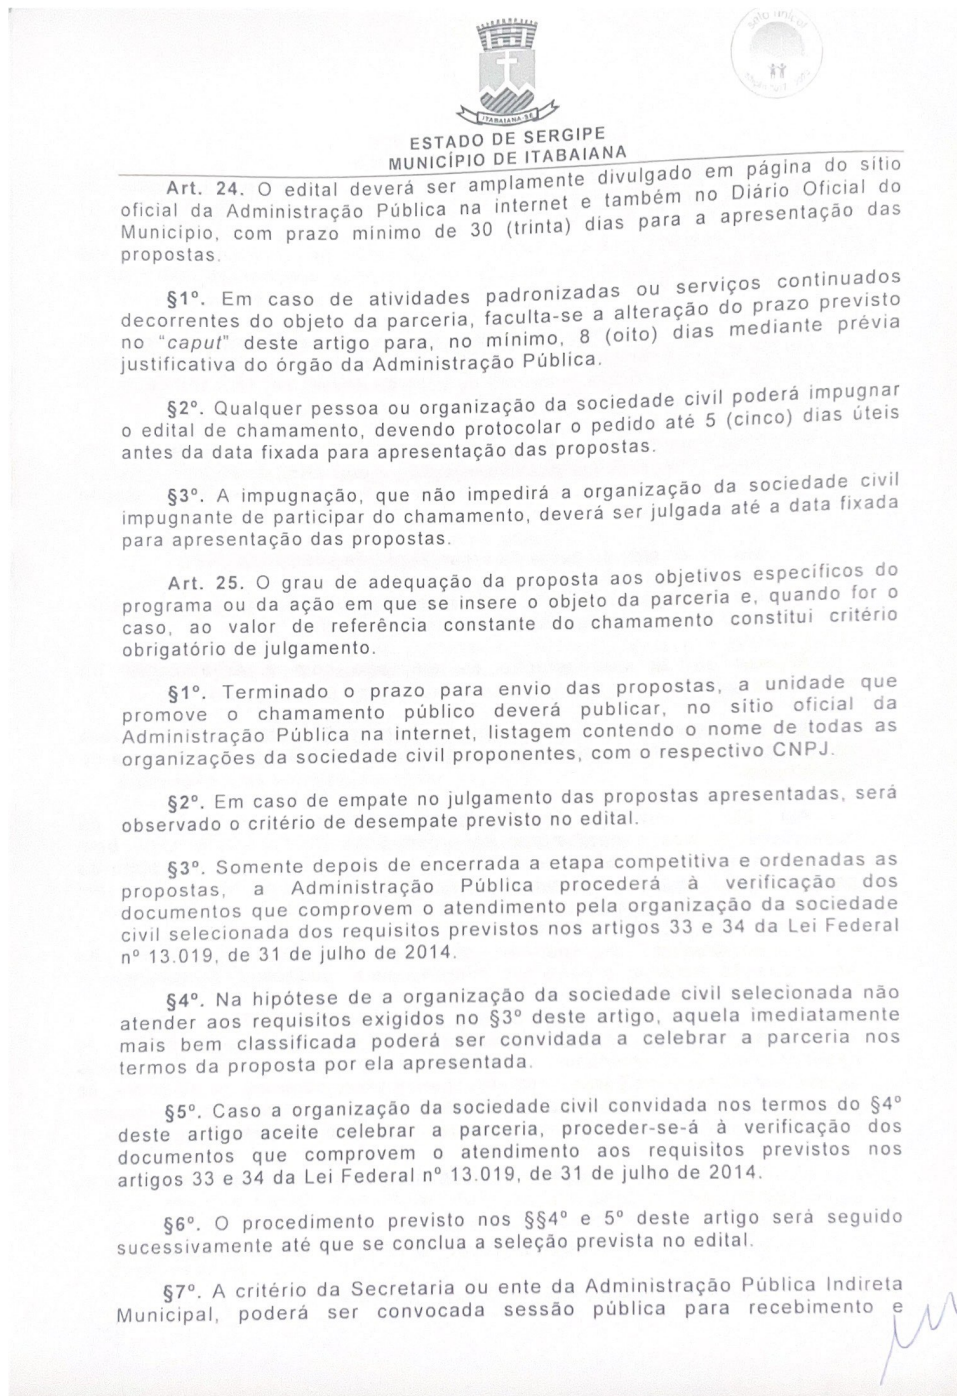 ITABAIANA-SE
ESTADO DE SERGIPE
MUNICÍPIO DE ITABAIANA
Art. 24. O edital deverá ser amplamente divulgado em página do sítio
oficial da Administração Pública na internet e também no Diário Oficial do
Município, com prazo mínimo de 30 (trinta) dias para a apresentação das
propostas.
§1º. Em caso de atividades padronizadas ou serviços continuados
decorrentes do objeto da parceria, faculta-se a alteração do prazo previsto
no “caput” deste artigo para, no mínimo, 8 (oito) dias mediante prévia
justificativa do órgão da Administração Pública.
§2º. Qualquer pessoa ou organização da sociedade civil poderá impugnar
o edital de chamamento, devendo protocolar o pedido até 5 (cinco) dias úteis
antes da data fixada para apresentação das propostas.
§3º. A impugnação, que não impedirá a organização da sociedade civil
impugnante de participar do chamamento, deverá ser julgada até a data fixada
para apresentação das propostas.
Art. 25. O grau de adequação da proposta aos objetivos específicos do
programa ou da ação em que se insere o objeto da parceria e, quando for o
caso, ao valor de referência constante do chamamento constitui critério
obrigatório de julgamento.
§1º. Terminado o prazo para envio das propostas, a unidade que
promove o chamamento público deverá publicar, no sítio oficial da
Administração Pública na internet, listagem contendo o nome de todas as
organizações da sociedade civil proponentes, com o respectivo CNPJ.
§2º. Em caso de empate no julgamento das propostas apresentadas, será
observado o critério de desempate previsto no edital.
§3º. Somente depois de encerrada a etapa competitiva e ordenadas as
propostas, a Administração Pública procederá à verificação dos
documentos que comprovem o atendimento pela organização da sociedade
civil selecionada dos requisitos previstos nos artigos 33 e 34 da Lei Federal
nº 13.019, de 31 de julho de 2014.
§4º. Na hipótese de a organização da sociedade civil selecionada não
atender aos requisitos exigidos no §3º deste artigo, aquela imediatamente
mais bem classificada poderá ser convidada a celebrar a parceria nos
termos da proposta por ela apresentada.
§5º. Caso a organização da sociedade civil convidada nos termos do §4º
deste artigo aceite celebrar a parceria, proceder-se-á à verificação dos
documentos que comprovem o atendimento aos requisitos previstos nos
artigos 33 e 34 da Lei Federal nº 13.019, de 31 de julho de 2014.
§6º. O procedimento previsto nos §§4º e 5º deste artigo será seguido
sucessivamente até que se conclua a seleção prevista no edital.
§7º. A critério da Secretaria ou ente da Administração Pública Indireta
Municipal, poderá ser convocada sessão pública para recebimento e